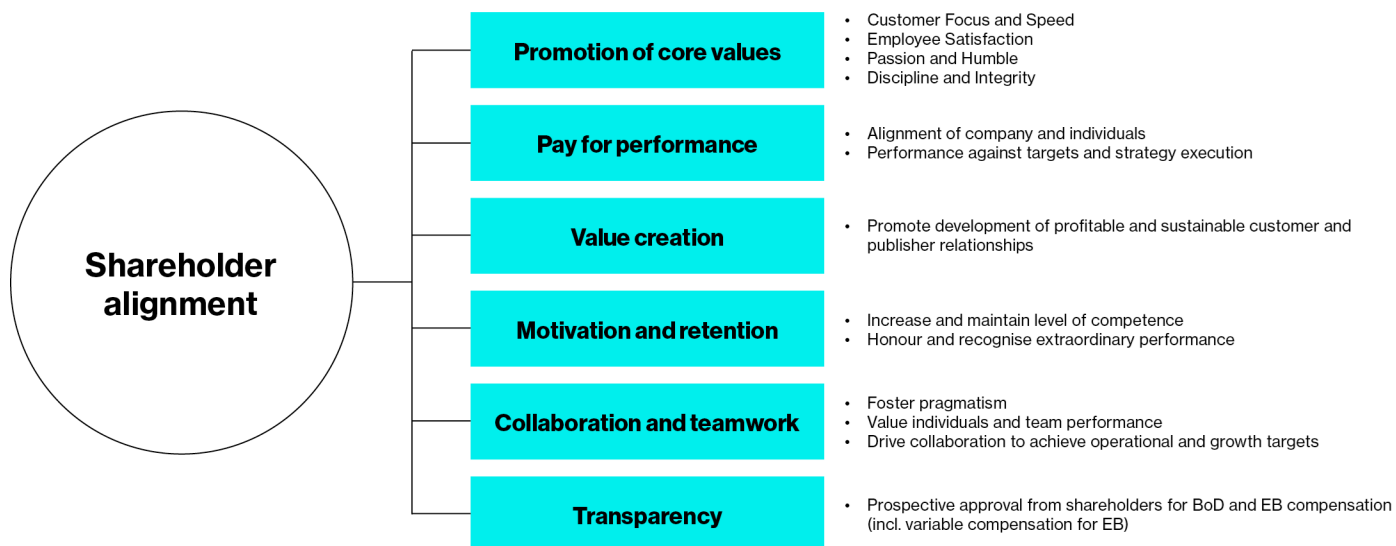 Shareholder
alignment
Promotion of core values
• Customer Focus and Speed
• Employee Satisfaction
• Passion and Humble
• Discipline and Integrity
Pay for performance
• Alignment of company and individuals
• Performance against targets and strategy execution
Value creation
• Promote development of profitable and sustainable customer and
publisher relationships
Motivation and retention
• Increase and maintain level of competence
• Honour and recognise extraordinary performance
Collaboration and teamwork
• Foster pragmatism
• Value individuals and team performance
• Drive collaboration to achieve operational and growth targets
Transparency
• Prospective approval from shareholders for BoD and EB compensation
(incl. variable compensation for EB)